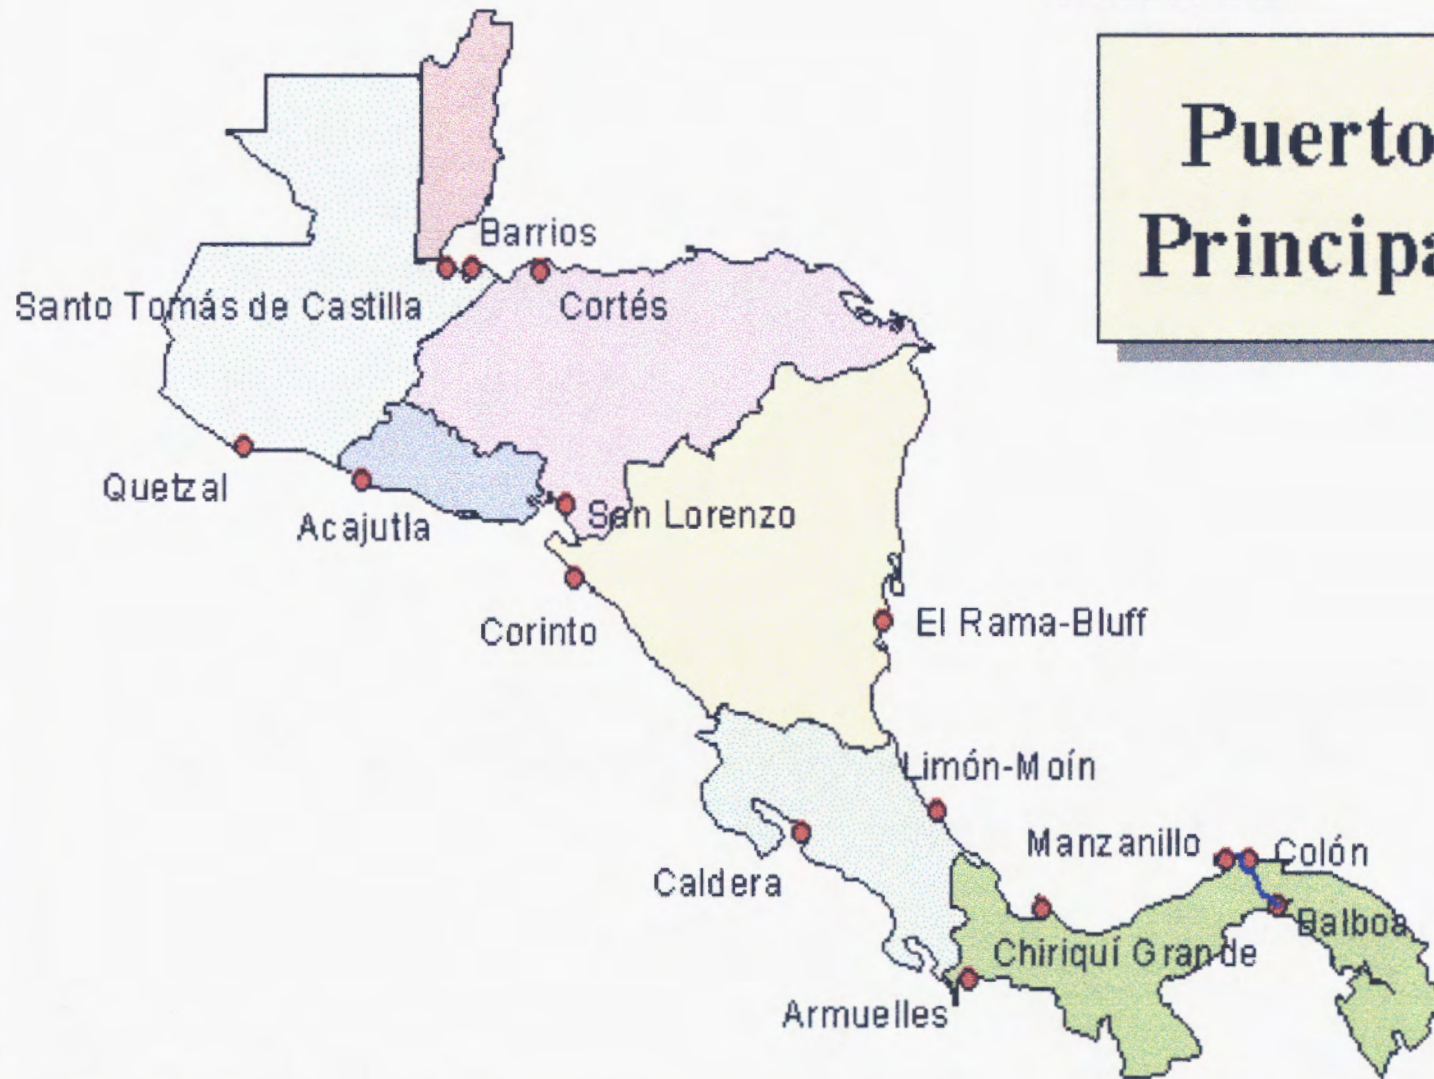 Puerto
Principa
Barrios
Santo Tomás de Castilla
Cortés
Quetzal
Acajutla
San Lorenzo
Corinto
El Rama-Bluff
Limón-Moín
Manzanillo
Colón
Caldera
Balboa
Chiriquí Grande
Armuelles